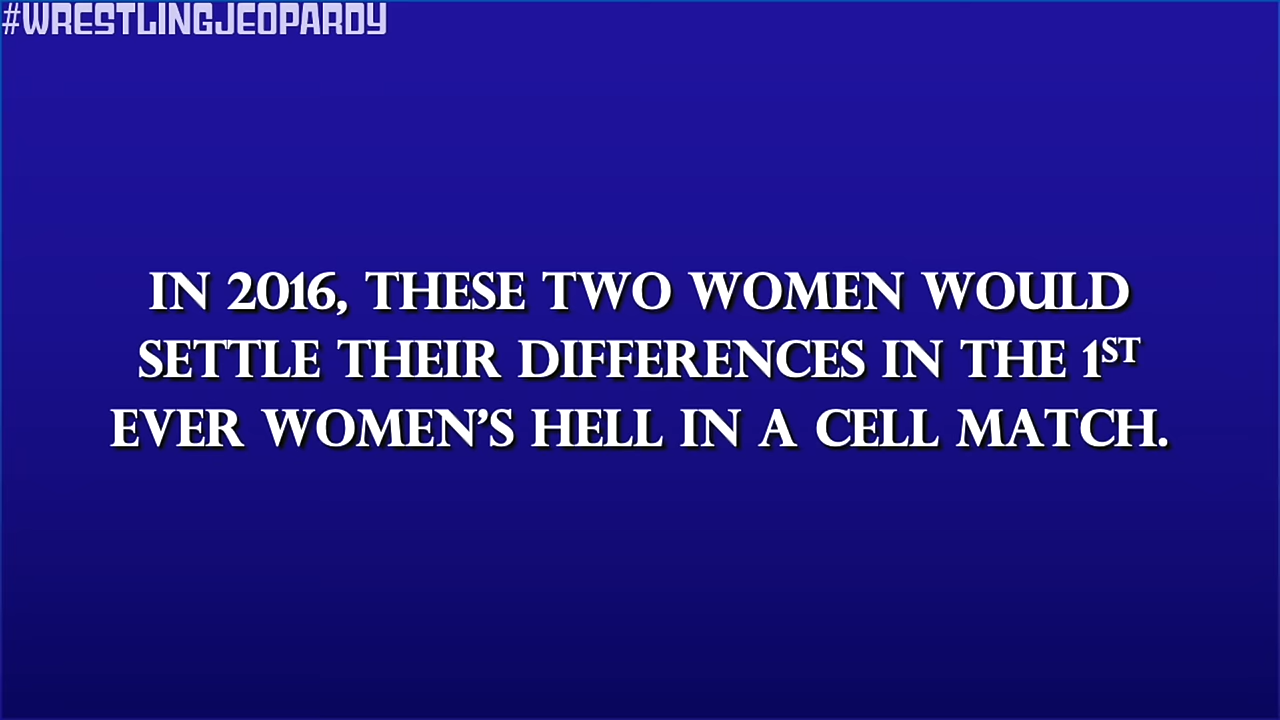 #WRESTLINGJEOPARDY
IN 2016, THESE TWO WOMEN WOULD
SETTLE THEIR DIFFERENCES IN THE 1ST
EVER WOMEN'S HELL IN A CELL MATCH.